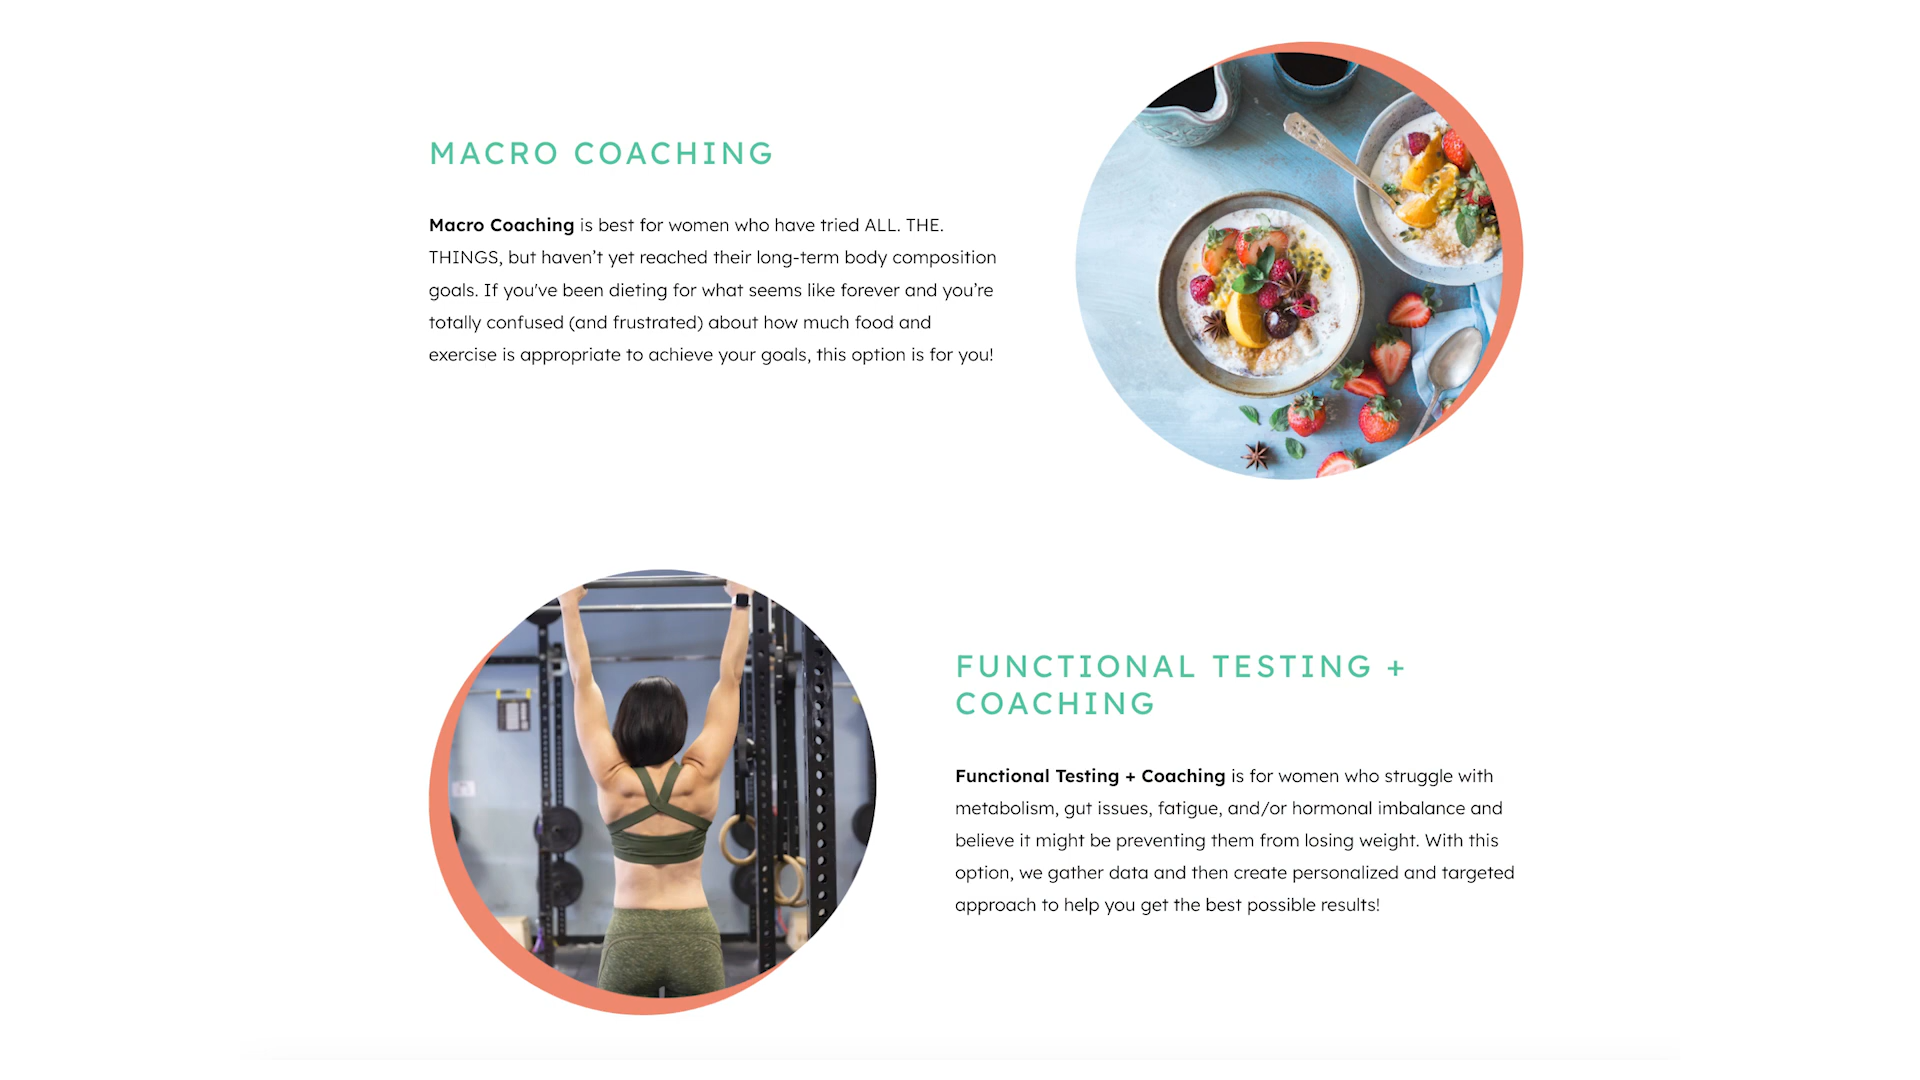 MACRO COACHING
Macro Coaching is best for women who have tried ALL. THE.
THINGS, but haven’t yet reached their long-term body composition
goals. If you've been dieting for what seems like forever and you’re
totally confused (and frustrated) about how much food and
exercise is appropriate to achieve your goals, this option is for you!
FUNCTIONAL TESTING +
COACHING
Functional Testing + Coaching is for women who struggle with
metabolism, gut issues, fatigue, and/or hormonal imbalance and
believe it might be preventing them from losing weight. With this
option, we gather data and then create personalized and targeted
approach to help you get the best possible results!